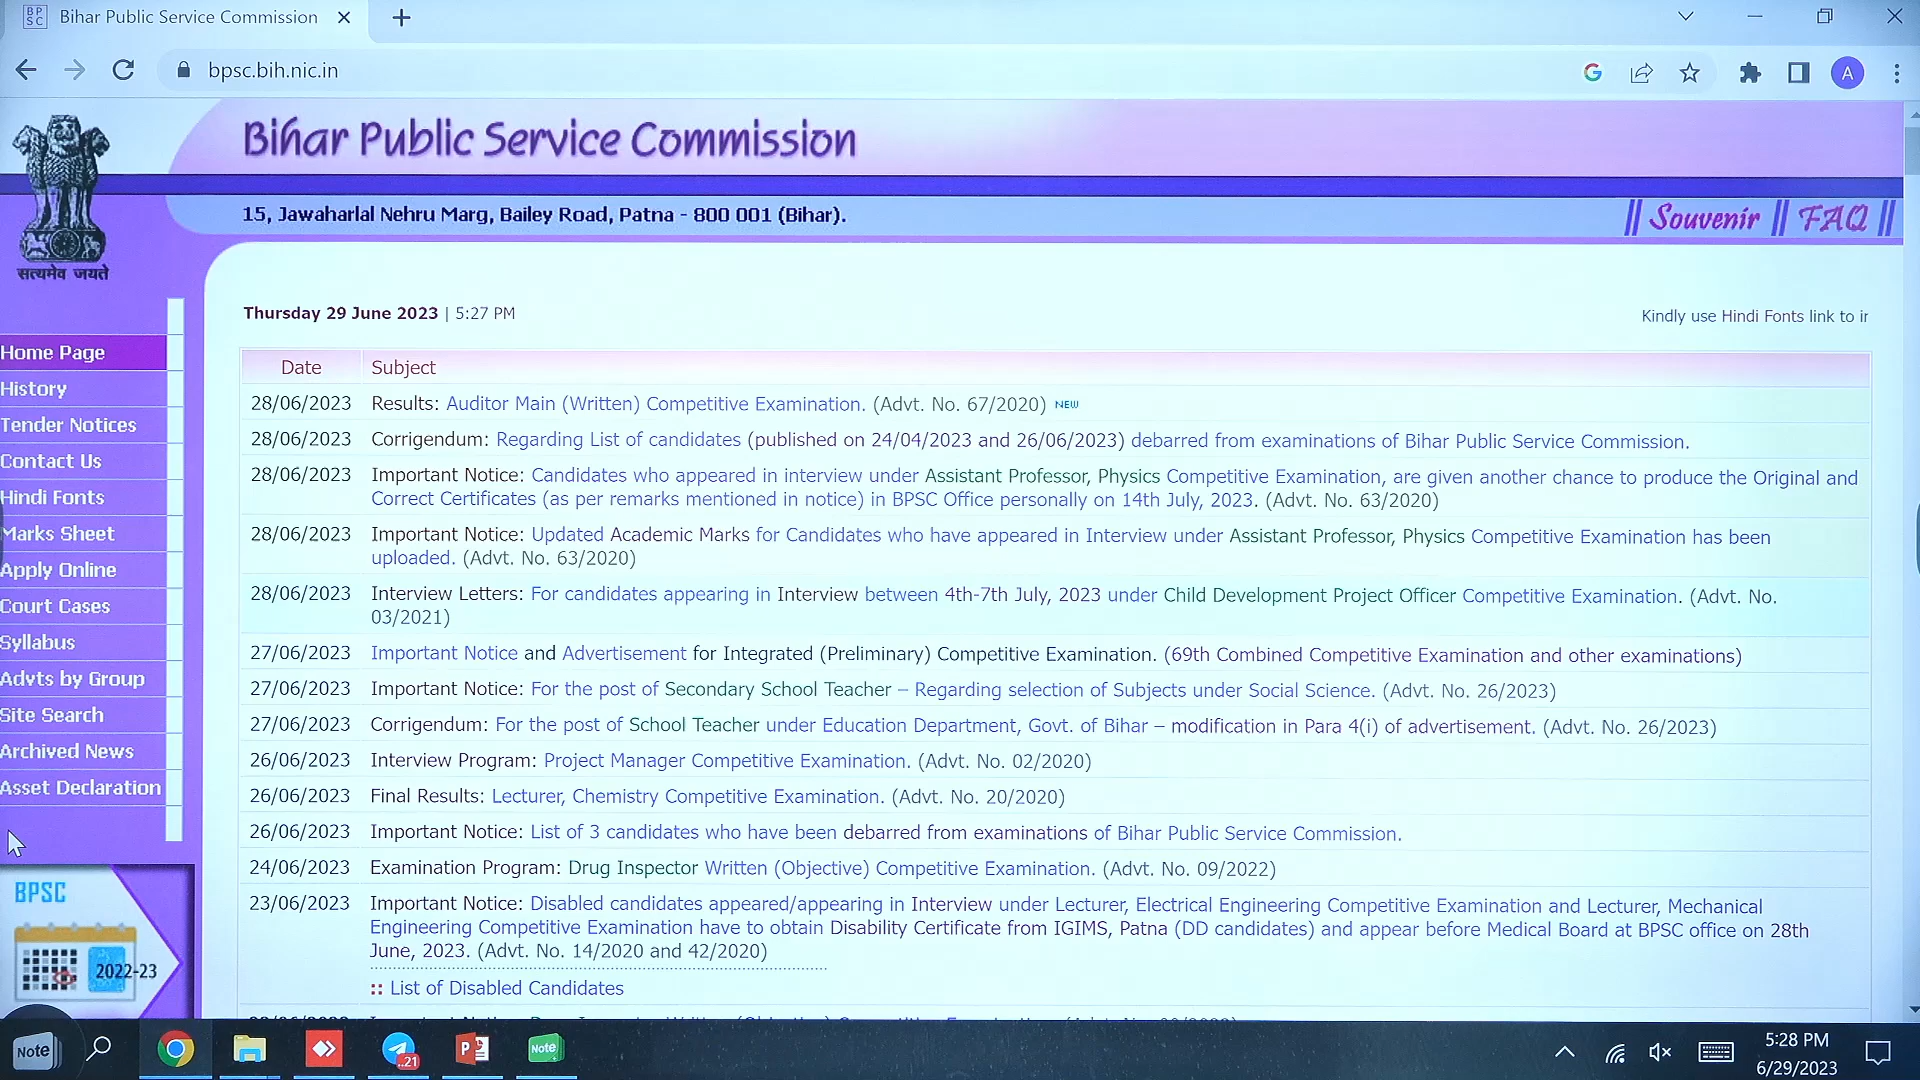 BP
SC
Bihar Public Service Commission
bpsc.bih.nic.in
A
Bihar Public Service Commission
15, Jawaharlal Nehru Marg, Bailey Road, Patna - 800 001 (Bihar).
|| Souvenir || FAQ ||
सत्यमेव जयते
Thursday 29 June 2023 | 5:27 PM
Kindly use Hindi Fonts link to
Home Page
History
Tender Notices
Contact Us
Hindi Fonts
Marks Sheet
Apply Online
Court Cases
Syllabus
Advts by Group
Site Search
Archived News
Asset Declaration
BPSC
2022-23
Date Subject
28/06/2023 Results: Auditor Main (Written) Competitive Examination. (Advt. No. 67/2020) NEW
28/06/2023 Corrigendum: Regarding List of candidates (published on 24/04/2023 and 26/06/2023) debarred from examinations of Bihar Public Service Commission.
28/06/2023 Important Notice: Candidates who appeared in interview under Assistant Professor, Physics Competitive Examination, are given another chance to produce the Original and
Correct Certificates (as per remarks mentioned in notice) in BPSC Office personally on 14th July, 2023. (Advt. No. 63/2020)
28/06/2023 Important Notice: Updated Academic Marks for Candidates who have appeared in Interview under Assistant Professor, Physics Competitive Examination has been
uploaded. (Advt. No. 63/2020)
28/06/2023 Interview Letters: For candidates appearing in Interview between 4th-7th July, 2023 under Child Development Project Officer Competitive Examination. (Advt. No.
03/2021)
27/06/2023 Important Notice and Advertisement for Integrated (Preliminary) Competitive Examination. (69th Combined Competitive Examination and other examinations)
27/06/2023 Important Notice: For the post of Secondary School Teacher – Regarding selection of Subjects under Social Science. (Advt. No. 26/2023)
27/06/2023 Corrigendum: For the post of School Teacher under Education Department, Govt. of Bihar – modification in Para 4(i) of advertisement. (Advt. No. 26/2023)
26/06/2023 Interview Program: Project Manager Competitive Examination. (Advt. No. 02/2020)
26/06/2023 Final Results: Lecturer, Chemistry Competitive Examination. (Advt. No. 20/2020)
26/06/2023 Important Notice: List of 3 candidates who have been debarred from examinations of Bihar Public Service Commission.
24/06/2023 Examination Program: Drug Inspector Written (Objective) Competitive Examination. (Advt. No. 09/2022)
23/06/2023 Important Notice: Disabled candidates appeared/appearing in Interview under Lecturer, Electrical Engineering Competitive Examination and Lecturer, Mechanical
Engineering Competitive Examination have to obtain Disability Certificate from IGIMS, Patna (DD candidates) and appear before Medical Board at BPSC office on 28th
June, 2023. (Advt. No. 14/2020 and 42/2020)
:: List of Disabled Candidates
Note
21
P
Note
5:28 PM
6/29/2023